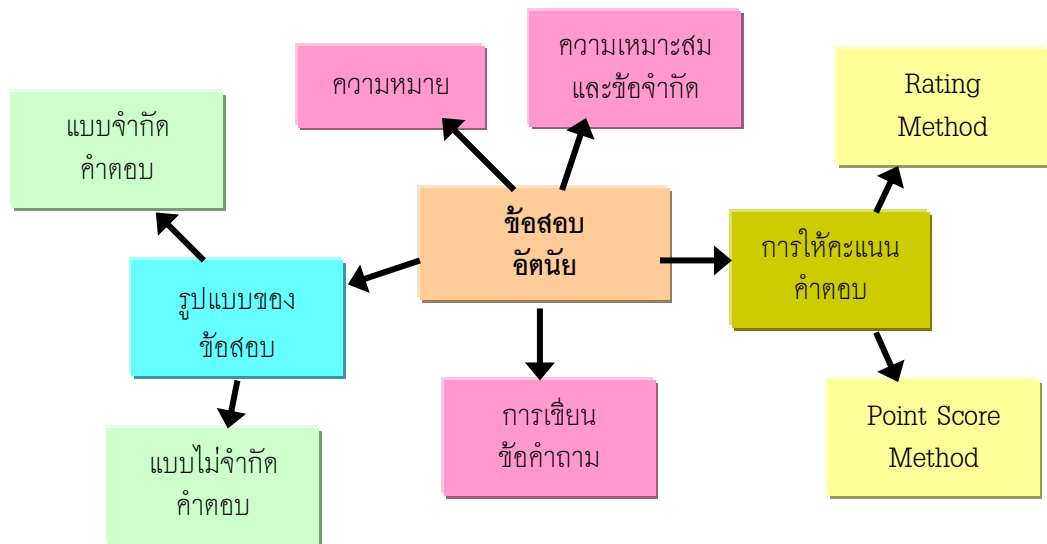 ความหมาย
ความเหมาะสม
และข้อจำกัด
Rating
Method
แบบจำกัด
คำตอบ
ข้อสอบ
อัตนัย
การให้คะแนน
คำตอบ
รูปแบบของ
ข้อสอบ
การเขียน
ข้อคำถาม
Point Score
Method
แบบไม่จำกัด
คำตอบ